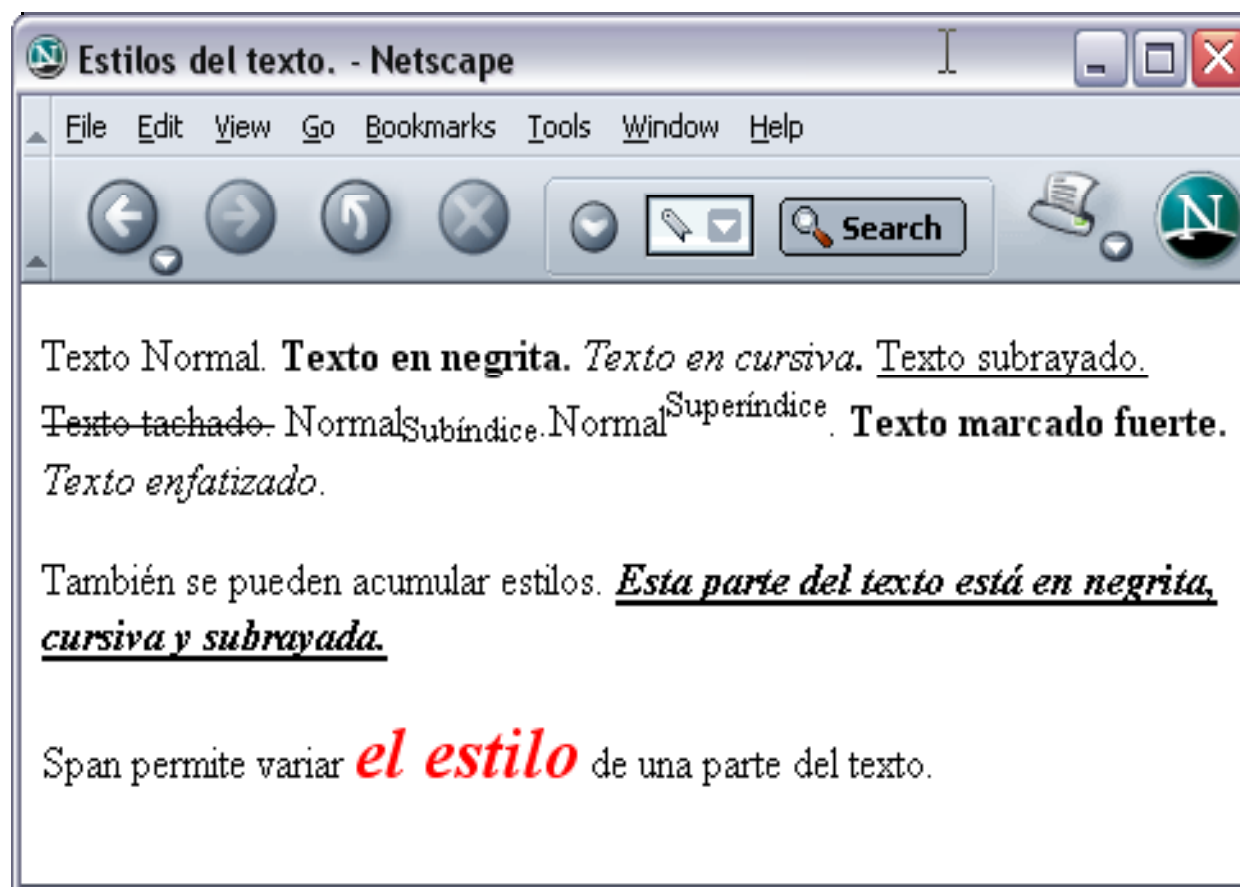 Estilos del texto. - Netscape
File Edit View Go Bookmarks Tools Window Help
Search
N
Texto Normal. Texto en negrita. Texto en cursiva. Texto subrayado.
Texto tachado. NormalSubíndice.NormalSuperíndice. Texto marcado fuerte.
Texto enfatizado.
También se pueden acumular estilos. Esta parte del texto está en negrita,
cursiva y subrayada.
Span permite variar el estilo de una parte del texto.